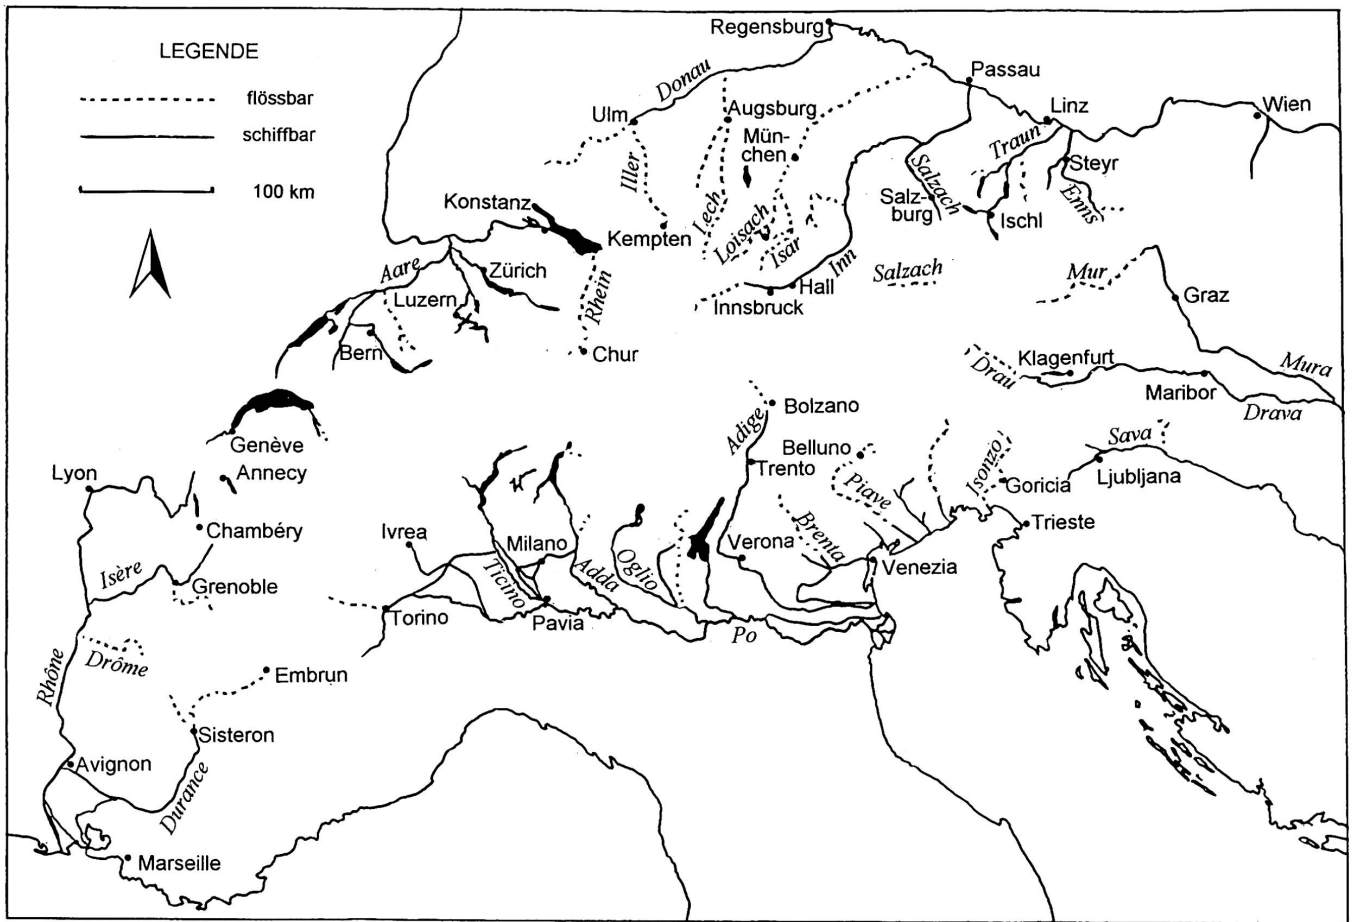 LEGENDE
flössbar
schiffbar
100 km
Regensburg
Donau
Passau
Ulm
Augsburg
Linz
Wien
Mün-
chen
Traun
Steyr
Iller
Lech
Salzach
Enns
Konstanz
Salz-
burg
Ischl
Kempten
Loisach
Isar
Inn
Aare
Zürich
Salzach
Mur
Luzern
Rhein
Hall
Innsbruck
Graz
Bern
Chur
Klagenfurt
Drau
Mura
Maribor
Drava
Bolzano
Adige
Genève
Annecy
Belluno
Isonzo
Sava
Lyon
Trento
Goricia
Ljubljana
Piave
Chambéry
Ivrea
Milano
Brenta
Trieste
Verona
Venezia
Isère
Grenoble
Ticino
Adda
Oglio
Torino
Pavia
Po
Drôme
Rhône
Embrun
Sisteron
Avignon
Durance
Marseille